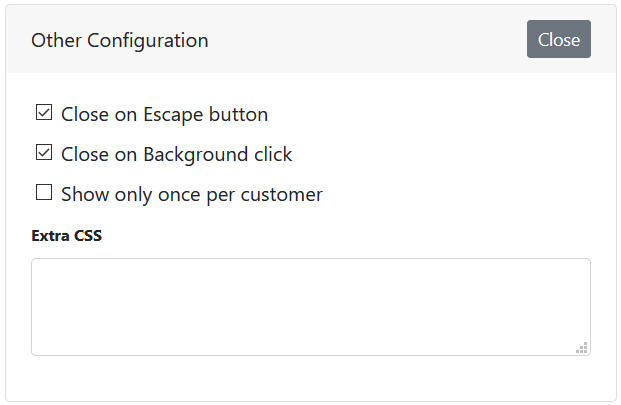 Other Configuration
Close
Close on Escape button
Close on Background click
Show only once per customer
Extra CSS